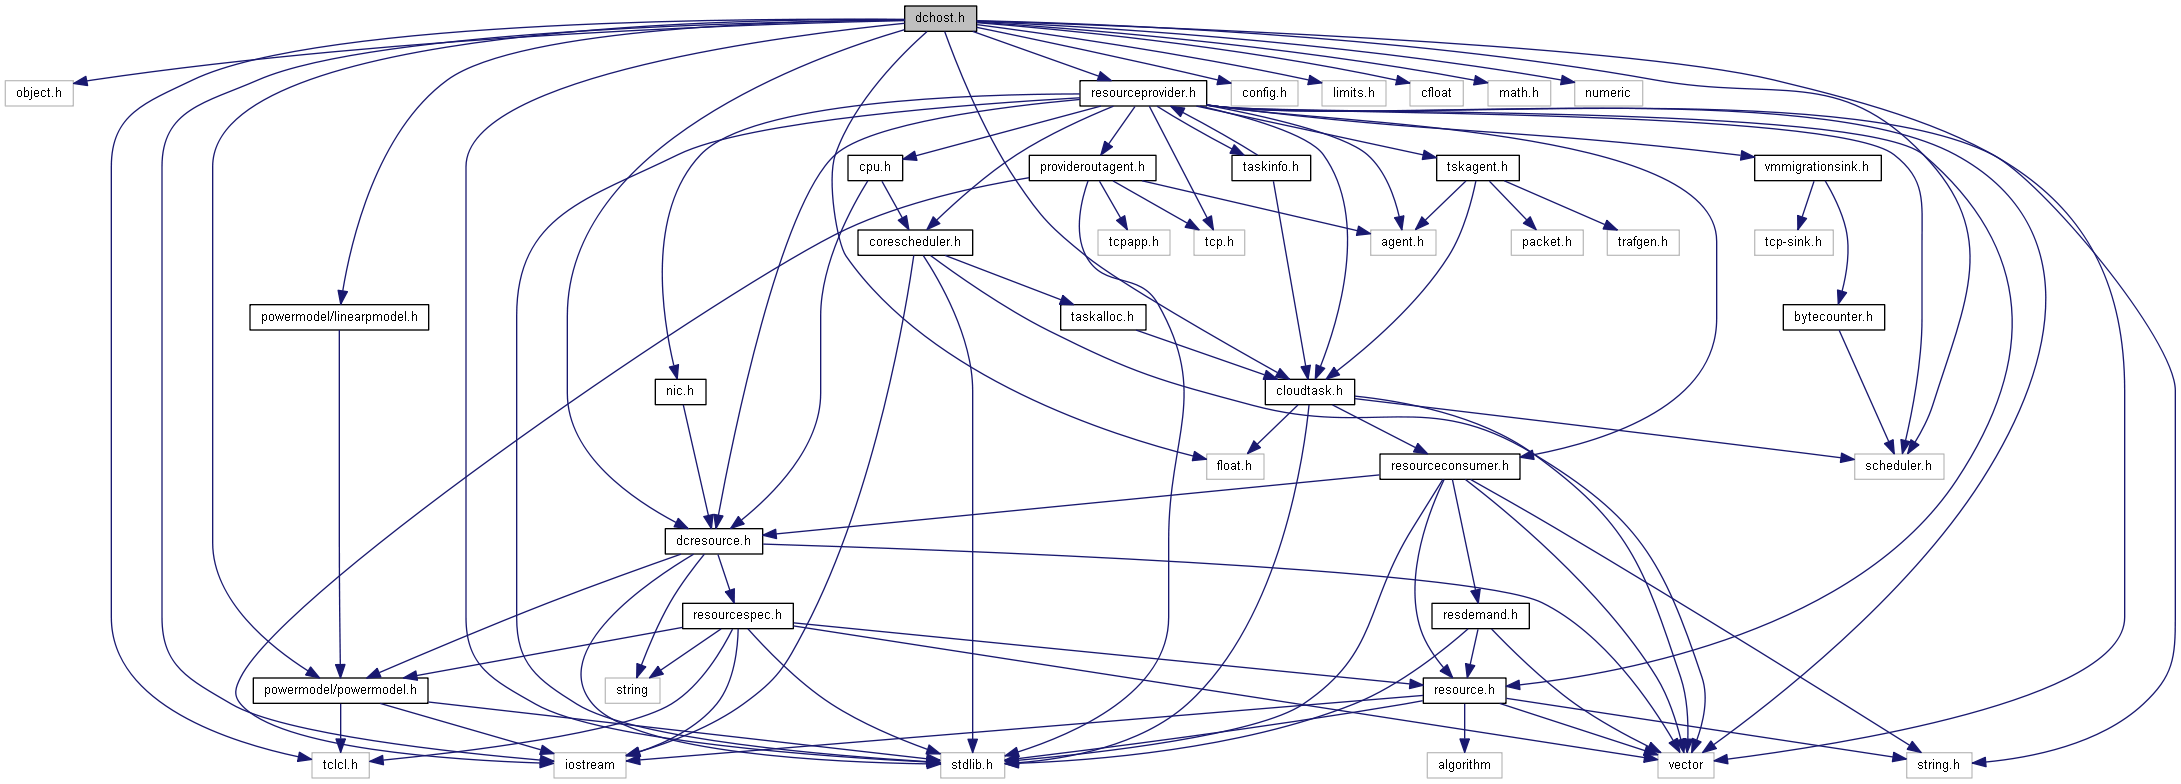 dchost.h
object.h
resourceprovider.h
config.h
limits.h
cfloat
math.h
numeric
cpu.h
provideroutagent.h
taskinfo.h
tskagent.h
vmmigrationsink.h
corescheduler.h
tcpapp.h
tcp.h
agent.h
packet.h
trafgen.h
tcp-sink.h
powermodel/linearpmodel.h
taskalloc.h
bytecounter.h
nic.h
cloudtask.h
float.h
resourceconsumer.h
scheduler.h
dcresource.h
resourcespec.h
resdemand.h
powermodel/powermodel.h
string
resource.h
tclcl.h
iostream
stdlib.h
algorithm
vector
string.h